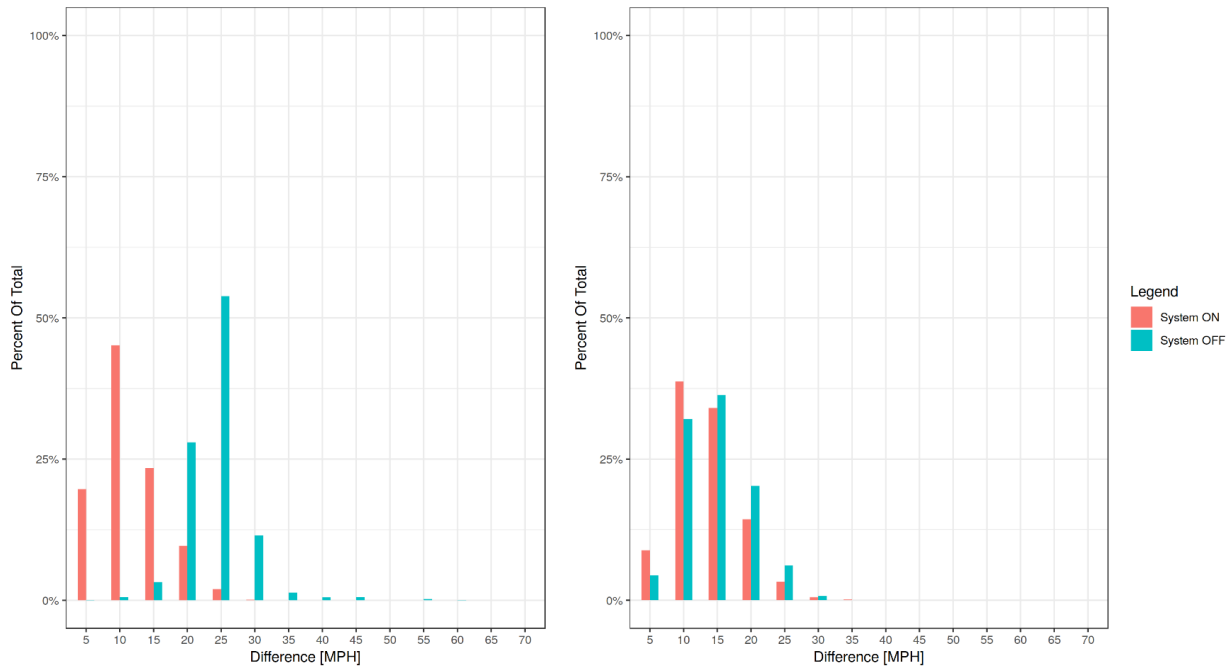 100%
75%
50%
25%
0%
Percent Of Total
5 10 15 20 25 30 35 40 45 50 55 60 65 70
Difference [MPH]
100%
75%
50%
25%
0%
Percent Of Total
5 10 15 20 25 30 35 40 45 50 55 60 65 70
Difference [MPH]
Legend
System ON
System OFF